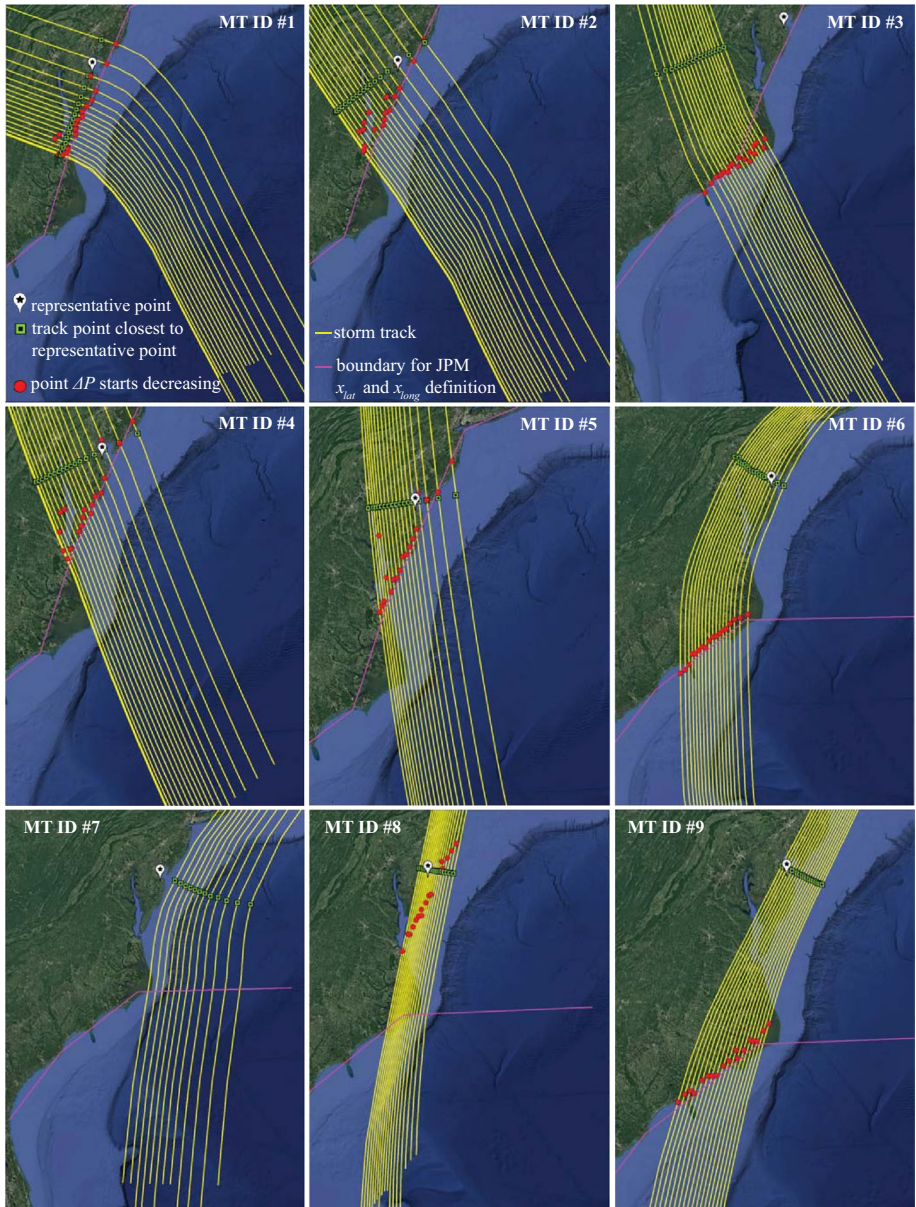 MT ID #1
MT ID #2
MT ID #3
representative point
track point closest to
representative point
point ΔP starts decreasing
storm track
boundary for JPM
x_lat and x_long definition
MT ID #4
MT ID #5
MT ID #6
MT ID #7
MT ID #8
MT ID #9